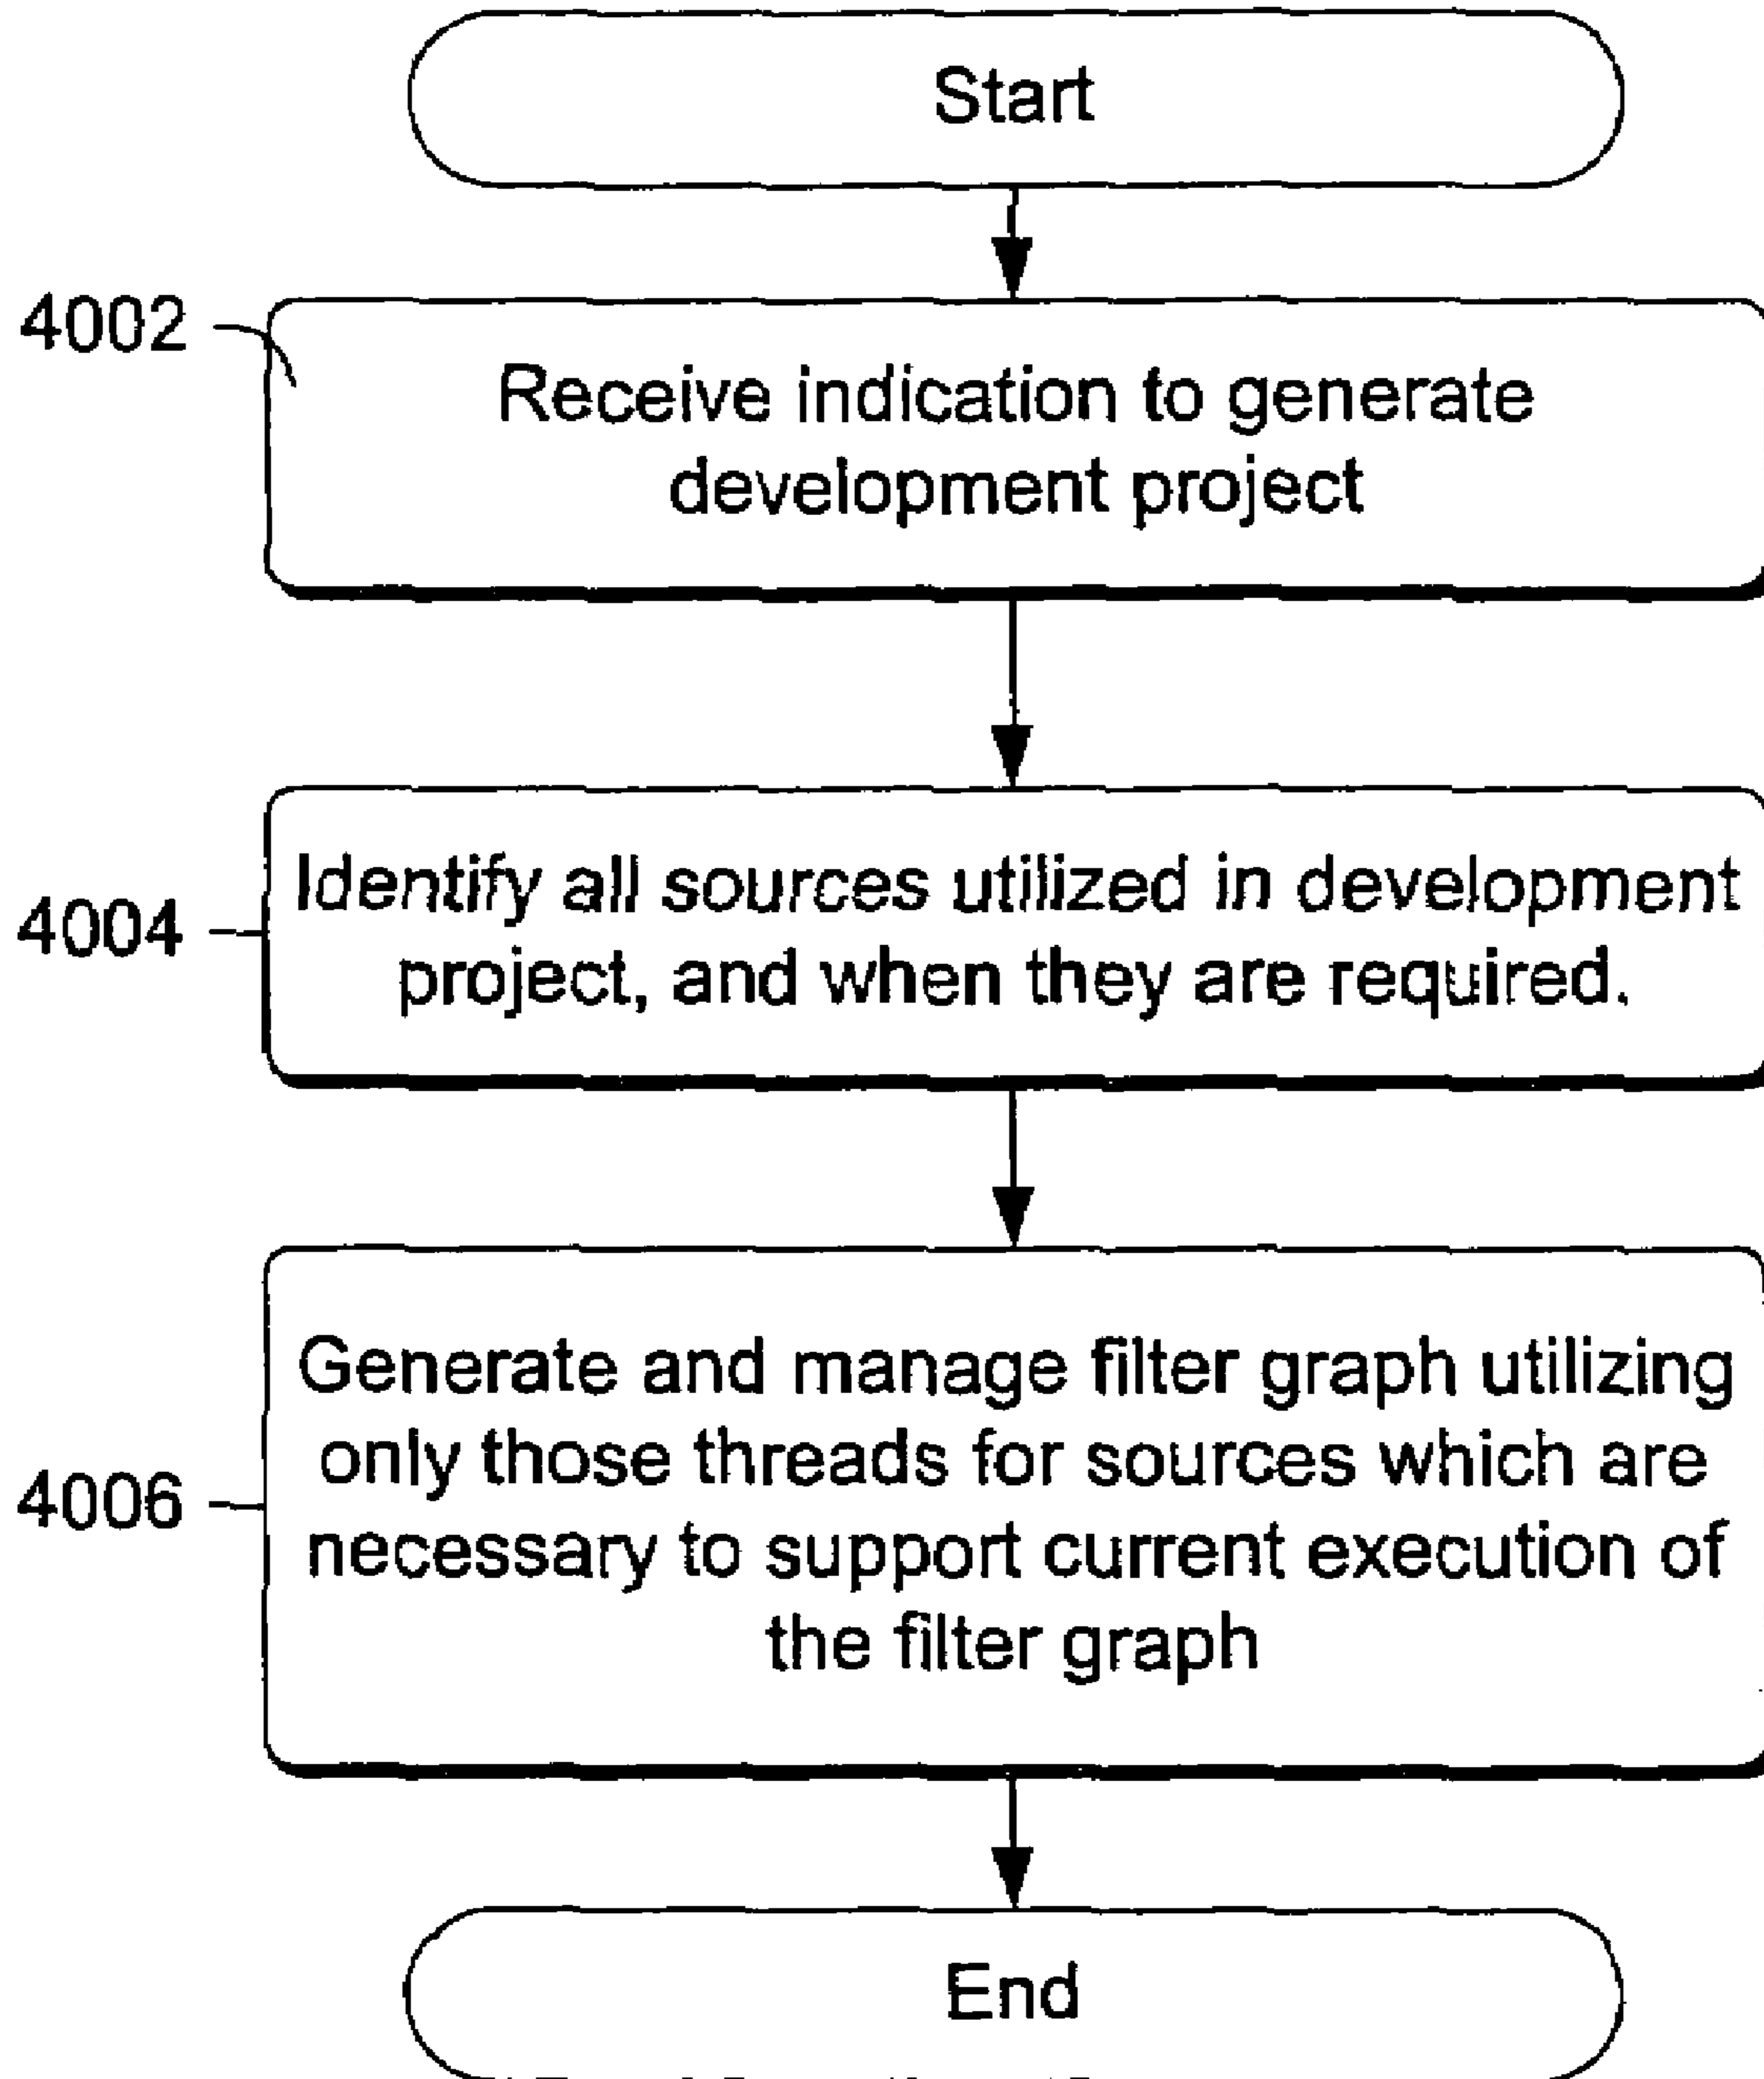 Start
4002
Receive indication to generate
development project
4004
Identify all sources utilized in development
project, and when they are required.
4006
Generate and manage filter graph utilizing
only those threads for sources which are
necessary to support current execution of
the filter graph
End